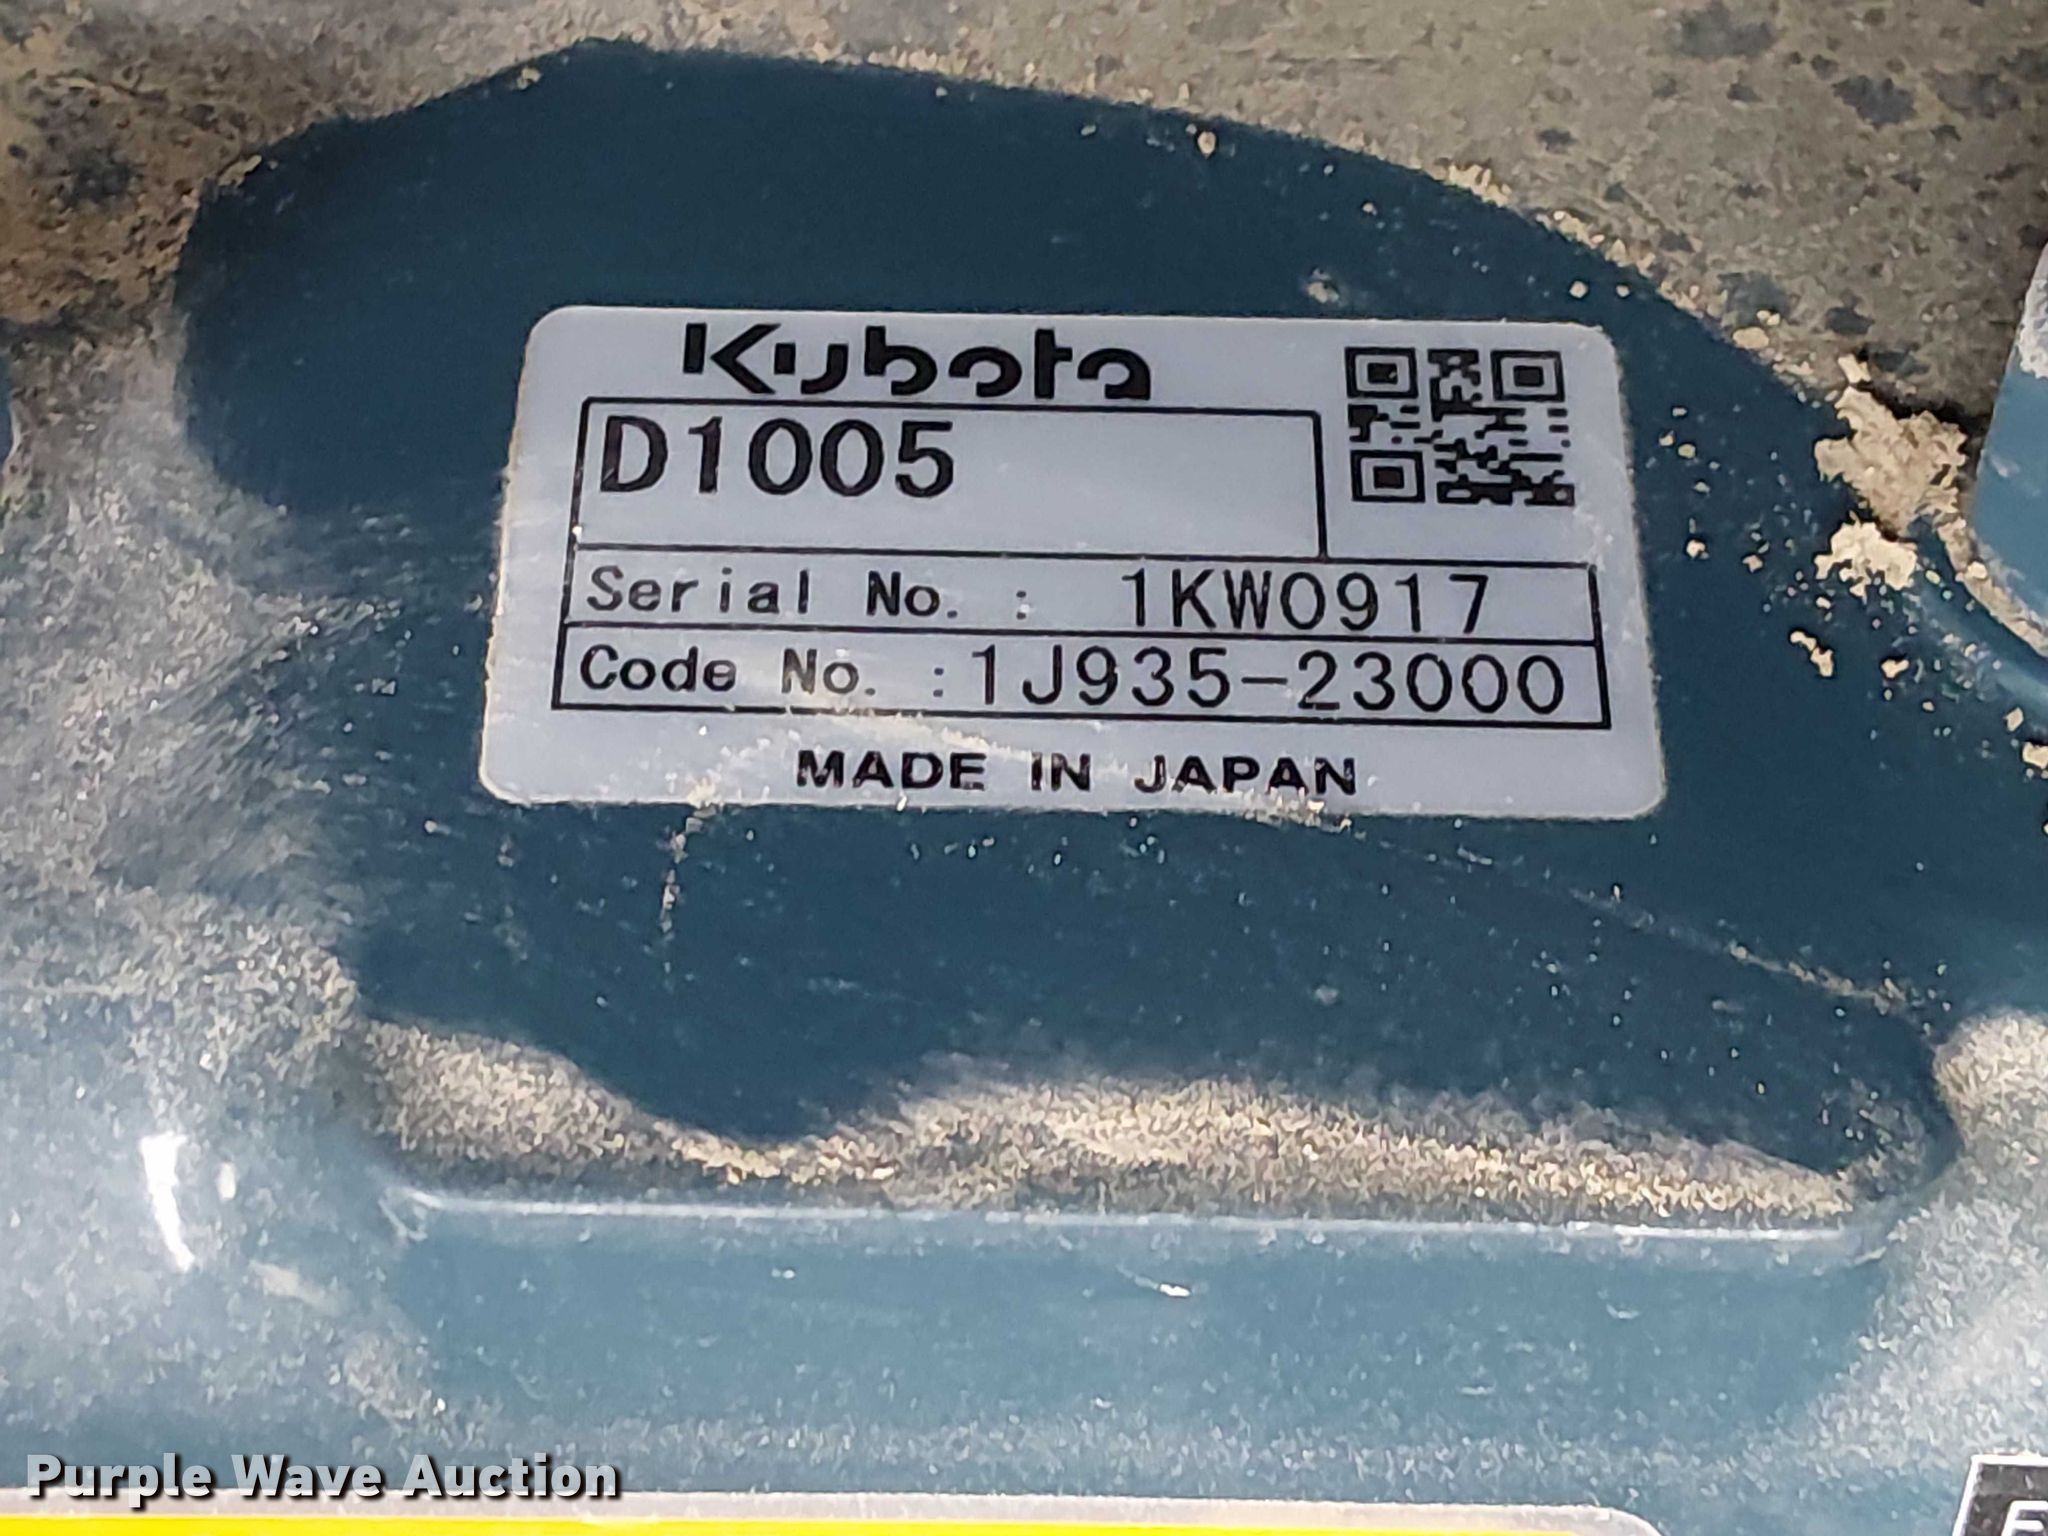 Kubota
D1005
Serial No. : 1KW0917
Code No. :1J935-23000
MADE IN JAPAN
Purple Wave Auction